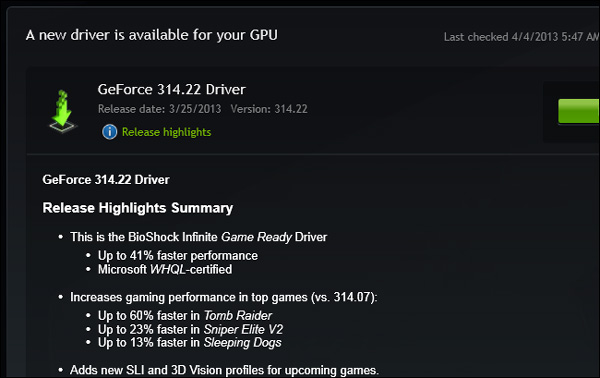 A new driver is available for your GPU
Last checked 4/4/2013 5:47 AM
GeForce 314.22 Driver
Release date: 3/25/2013 Version: 314.22
Release highlights
GeForce 314.22 Driver
Release Highlights Summary
• This is the BioShock Infinite Game Ready Driver
• Up to 41% faster performance
• Microsoft WHQL-certified
• Increases gaming performance in top games (vs. 314.07):
• Up to 60% faster in Tomb Raider
• Up to 23% faster in Sniper Elite V2
• Up to 13% faster in Sleeping Dogs
• Adds new SLI and 3D Vision profiles for upcoming games.